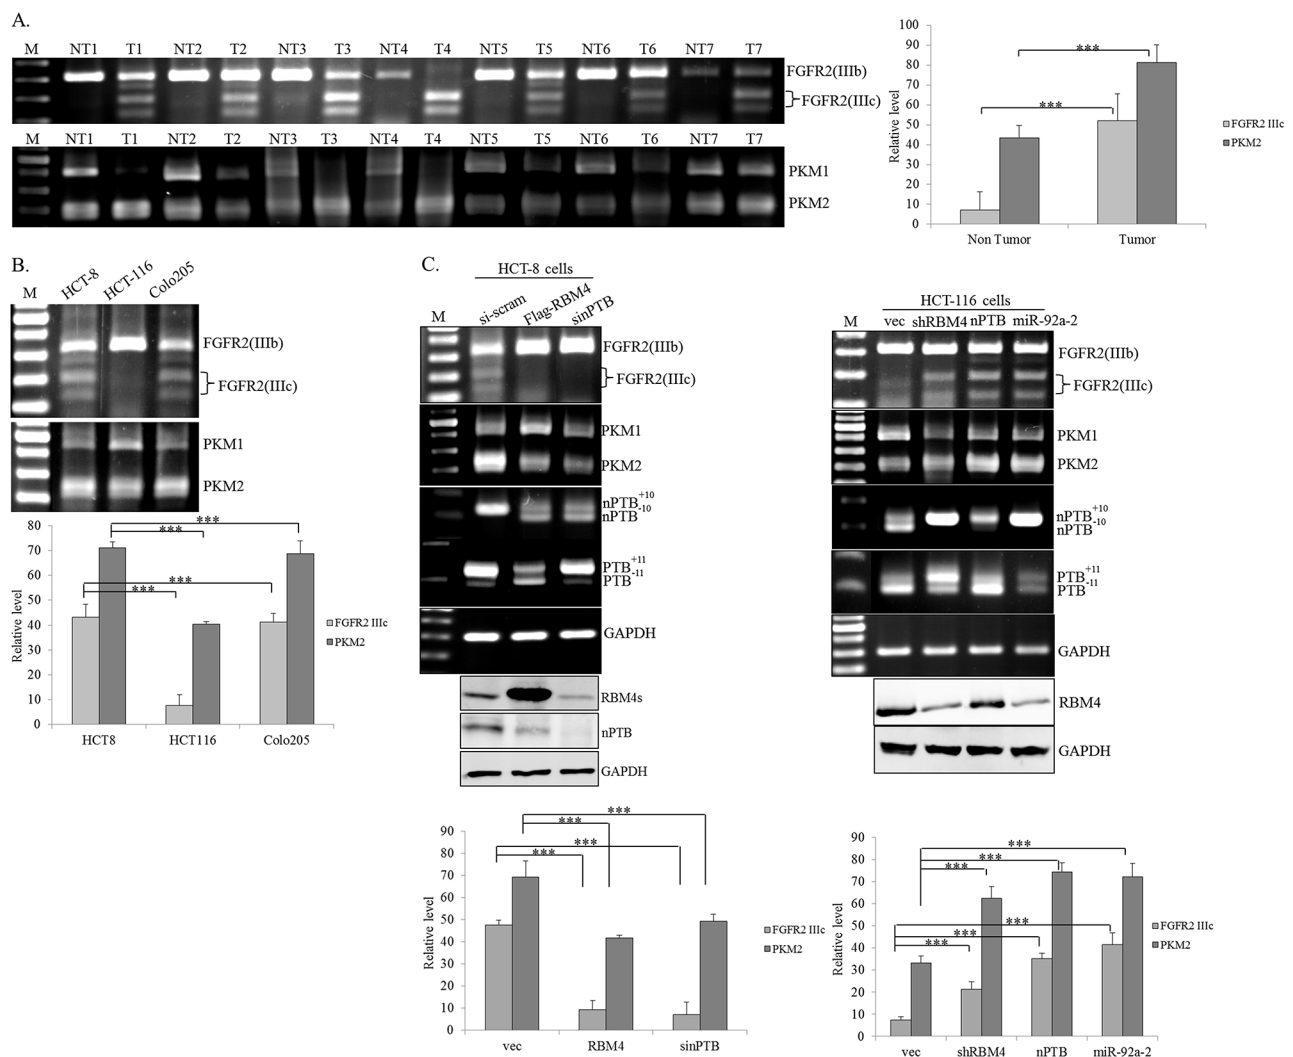 A.
M NT1 T1 NT2 T2 NT3 T3 NT4 T4 NT5 T5 NT6 T6 NT7 T7
FGFR2(IIIb)
FGFR2(IIIc)
M NT1 T1 NT2 T2 NT3 T3 NT4 T4 NT5 T5 NT6 T6 NT7 T7
PKM1
PKM2
Relative level
100
90
80
70
60
50
40
30
20
10
0
***
***
Non Tumor Tumor
FGFR2 IIIc
PKM2
B.
M HCT-8 HCT-116 Colo205
FGFR2(IIIb)
FGFR2(IIIc)
PKM1
PKM2
Relative level
80
70
60
50
40
30
20
10
0
***
***
***
***
HCT8 HCT116 Colo205
FGFR2 IIIc
PKM2
C.
HCT-8 cells
M si-scram Flag-RBM4 sinPTB
FGFR2(IIIb)
FGFR2(IIIc)
PKM1
PKM2
nPTB+10
nPTB-10
PTB+11
PTB-11
GAPDH
RBM4s
nPTB
GAPDH
Relative level
90
80
70
60
50
40
30
20
10
0
***
***
***
***
vec RBM4 sinPTB
FGFR2 IIIc
PKM2
HCT-116 cells
M vec shRBM4 nPTB miR-92a-2
FGFR2(IIIb)
FGFR2(IIIc)
PKM1
PKM2
nPTB+10
nPTB-10
PTB+11
PTB-11
GAPDH
RBM4
GAPDH
Relative level
90
80
70
60
50
40
30
20
10
0
***
***
***
***
***
***
vec shRBM4 nPTB miR-92a-2
FGFR2 IIIc
PKM2